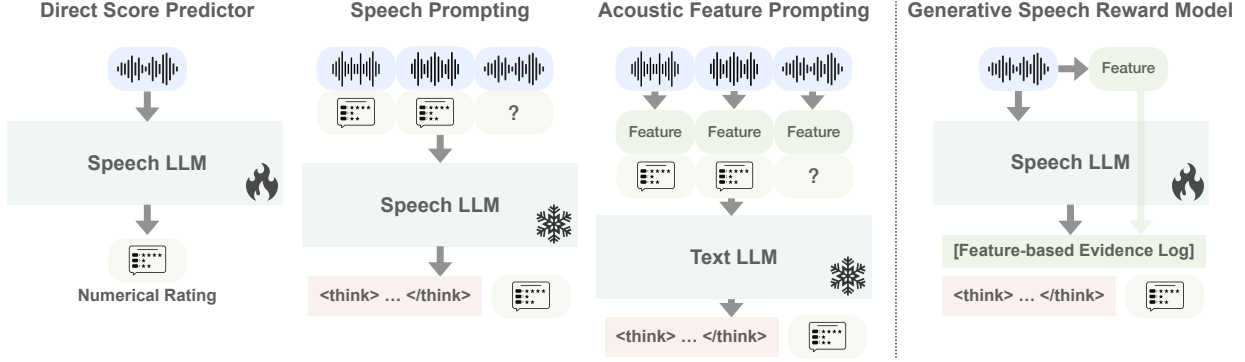 Direct Score Predictor
Speech LLM
Numerical Rating
Speech Prompting
?
Speech LLM
<think> ... </think>
Acoustic Feature Prompting
Feature Feature Feature
?
Text LLM
<think> ... </think>
Generative Speech Reward Model
Feature
Speech LLM
[Feature-based Evidence Log]
<think> ... </think>